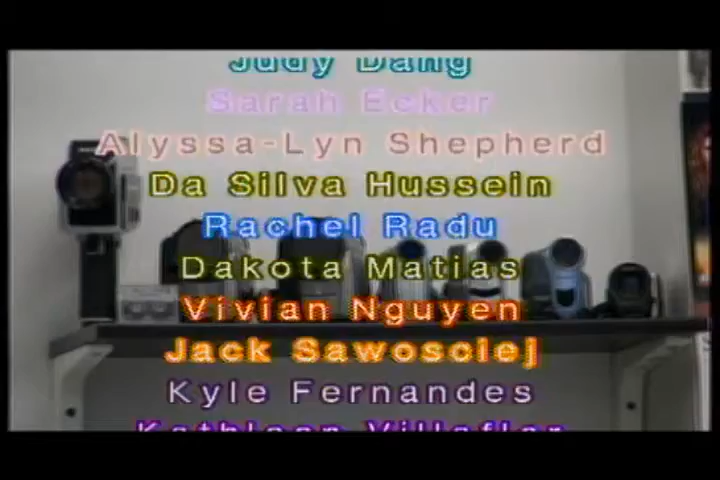 Judy Dang
Sarah Ecker
Alyssa-Lyn Shepherd
Da Silva Hussein
Rachel Radu
Dakota Matias
Vivian Nguyen
Jack Sawosciej
Kyle Fernandes
Kathleen